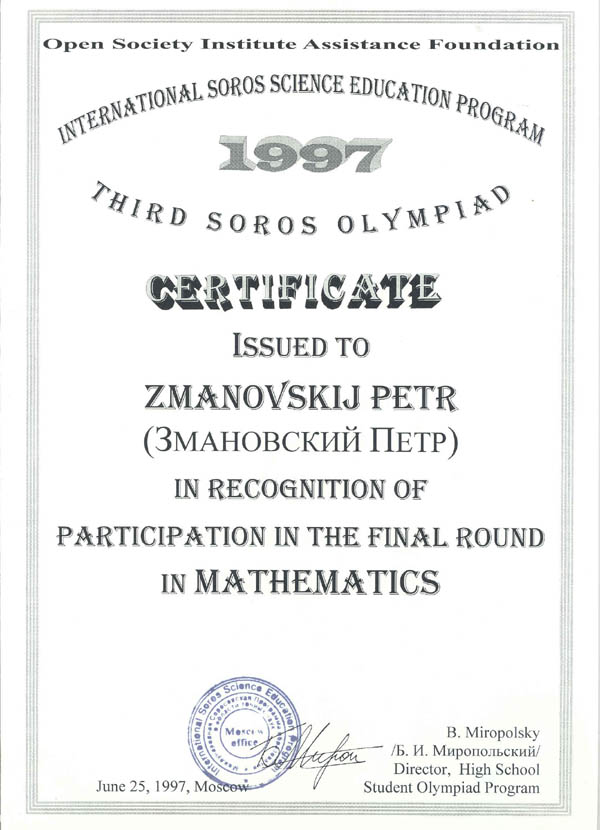 Open Society Institute Assistance Foundation
INTERNATIONAL SOROS SCIENCE EDUCATION PROGRAM
1997
THIRD SOROS OLYMPIAD
CERTIFICATE
ISSUED TO
ZMANOVSKIJ PETR
(ЗМАНОВСКИЙ ПЕТР)
IN RECOGNITION OF
PARTICIPATION IN THE FINAL ROUND
IN MATHEMATICS
International Soros Science Education Program
Moscow
office
B. Miropolsky
/Б. И. Миропольский/
Director, High School
June 25, 1997, Moscow
Student Olympiad Program